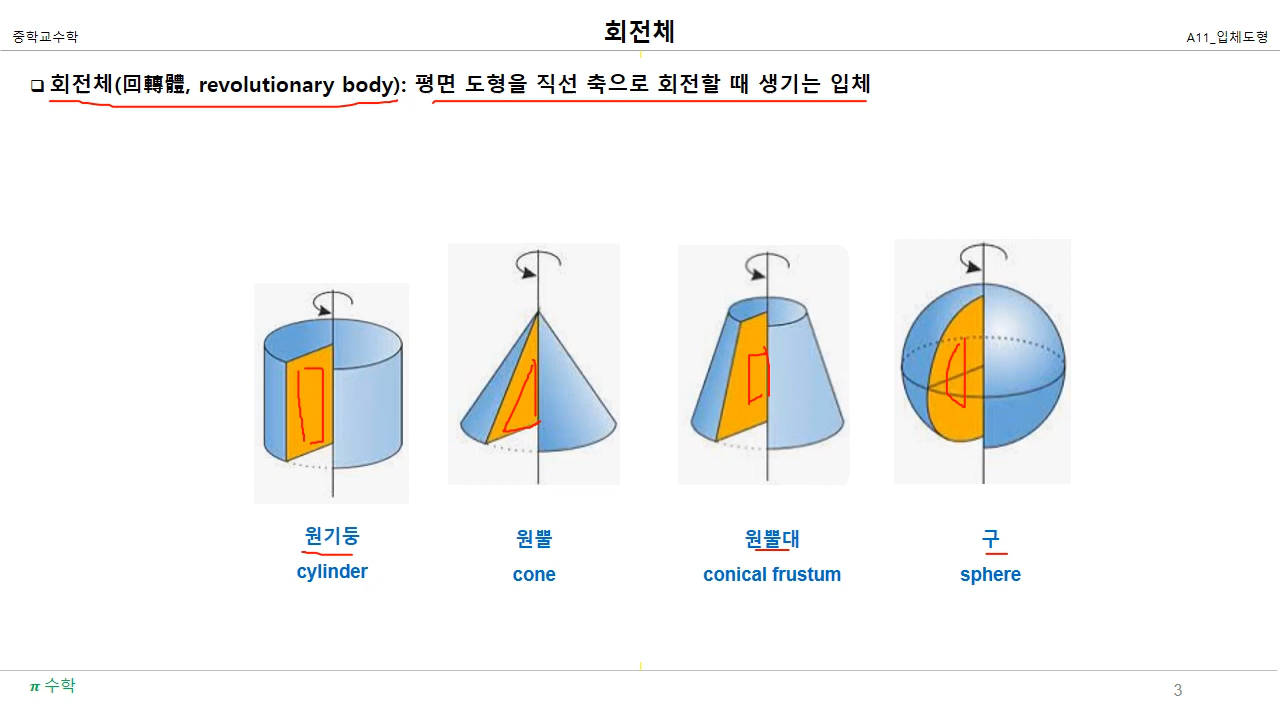 중학교수학
회전체
A11_입체도형
회전체(回轉體, revolutionary body): 평면 도형을 직선 축으로 회전할 때 생기는 입체
원기둥
원뿔
원뿔대
구
cylinder
cone
conical frustum
sphere
π 수학
3